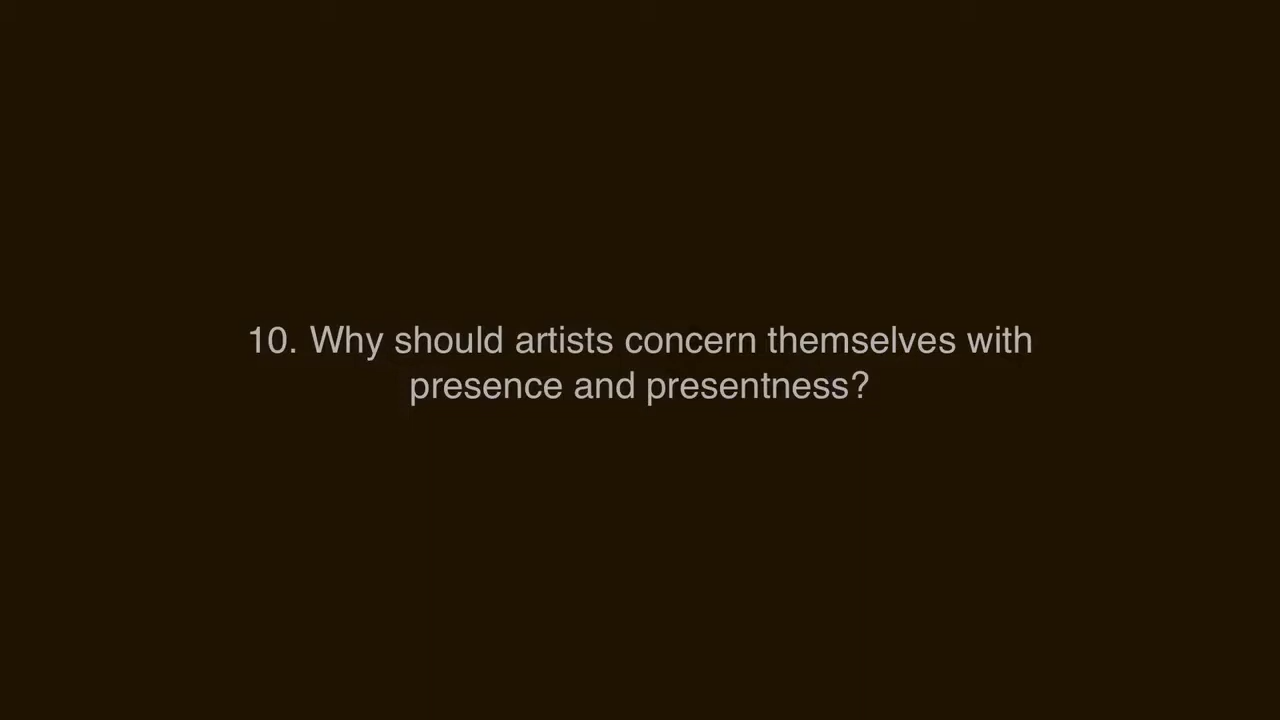 10. Why should artists concern themselves with
presence and presentness?